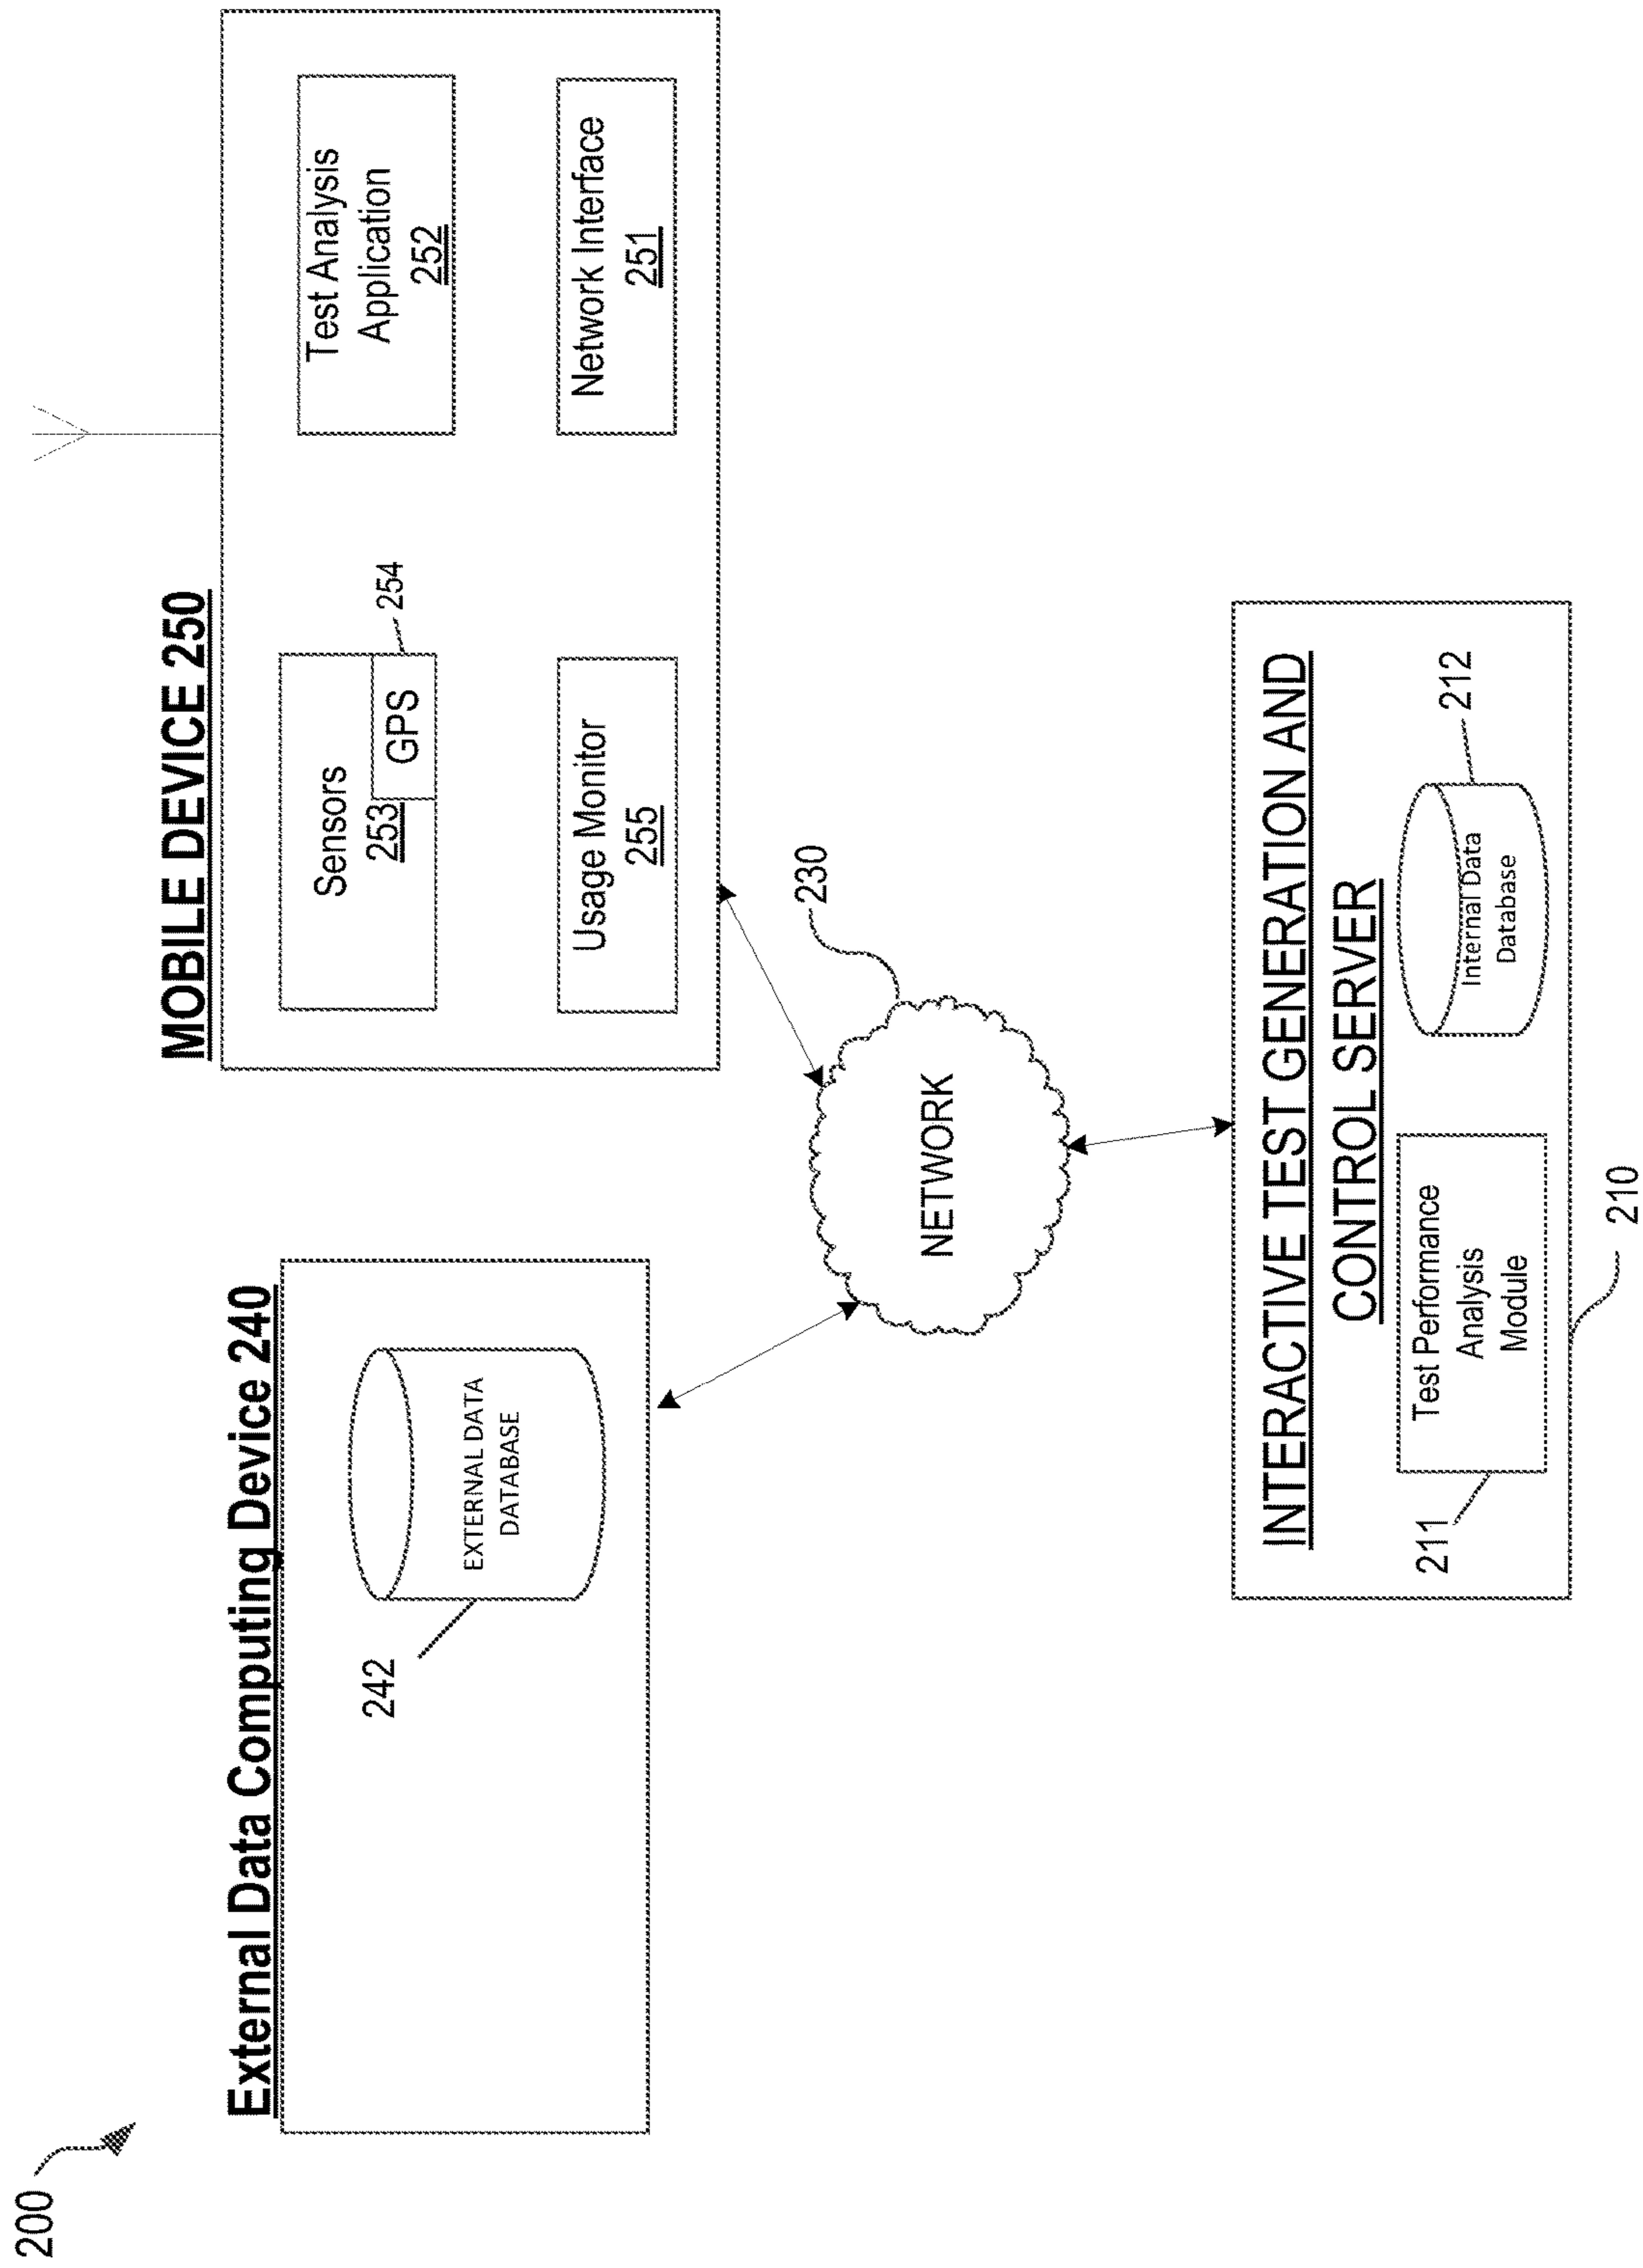 200
External Data Computing Device 240
242
EXTERNAL DATA
DATABASE
MOBILE DEVICE 250
Sensors
253
GPS
254
Test Analysis
Application
252
Usage Monitor
255
Network Interface
251
230
NETWORK
INTERACTIVE TEST GENERATION AND
CONTROL SERVER
211
Test Performance
Analysis
Module
Internal Data
Database
212
210